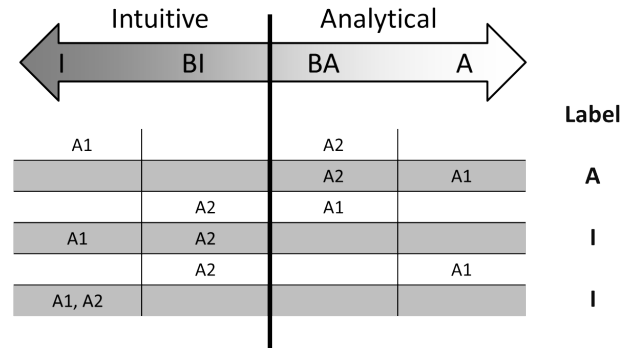 Intuitive Analytical
I BI BA A
Label
A1 A2
A2 A1 A
A2 A1
A1 A2 I
A2 A1
A1, A2 I